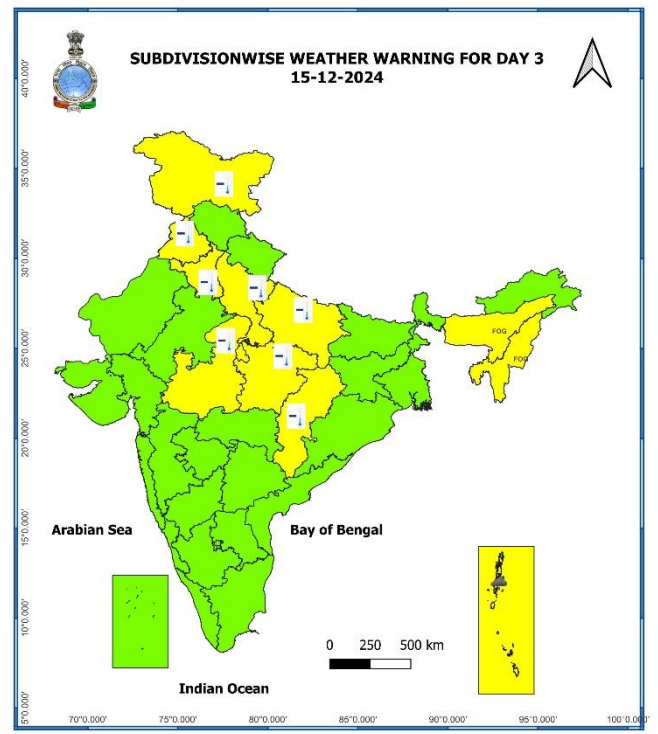 SUBDIVISIONWISE WEATHER WARNING FOR DAY 3
15-12-2024
40°0.000'
35°0.000'
30°0.000'
25°0.000'
20°0.000'
15°0.000'
10°0.000'
5°0.000'
FOG
FOG
Arabian Sea
Bay of Bengal
0 250 500 km
Indian Ocean
70°0.000' 75°0.000' 80°0.000' 85°0.000' 90°0.000' 95°0.000' 100°0.000'